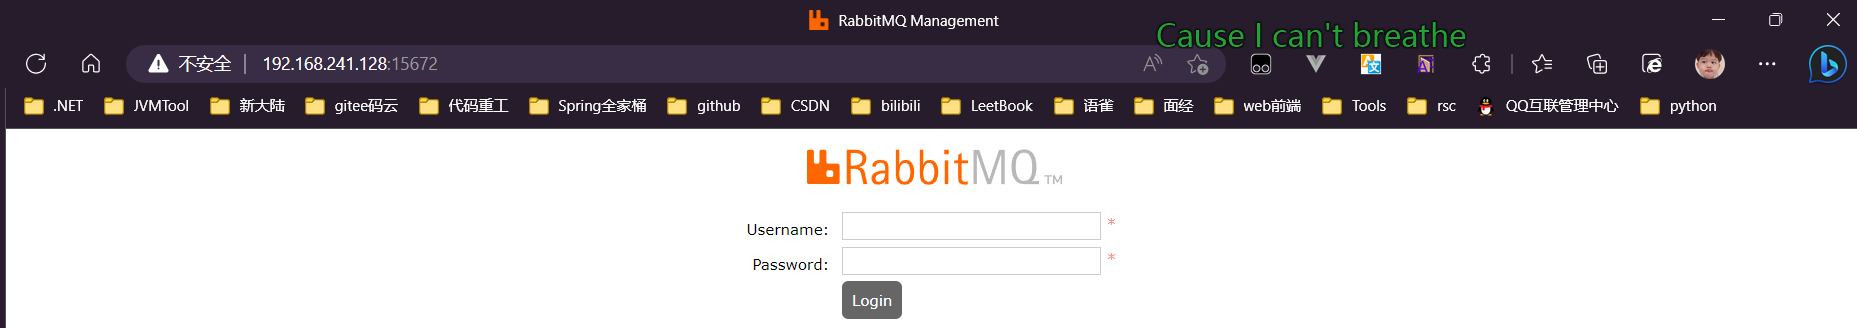 RabbitMQ Management
Cause I can't breathe
不安全 192.168.241.128:15672
.NET JVMTool 新大陆 gitee码云 代码重工 Spring全家桶 github CSDN bilibili LeetBook 语雀 面经 web前端 Tools rsc QQ互联管理中心 python
RabbitMQ TM
Username: *
Password: *
Login